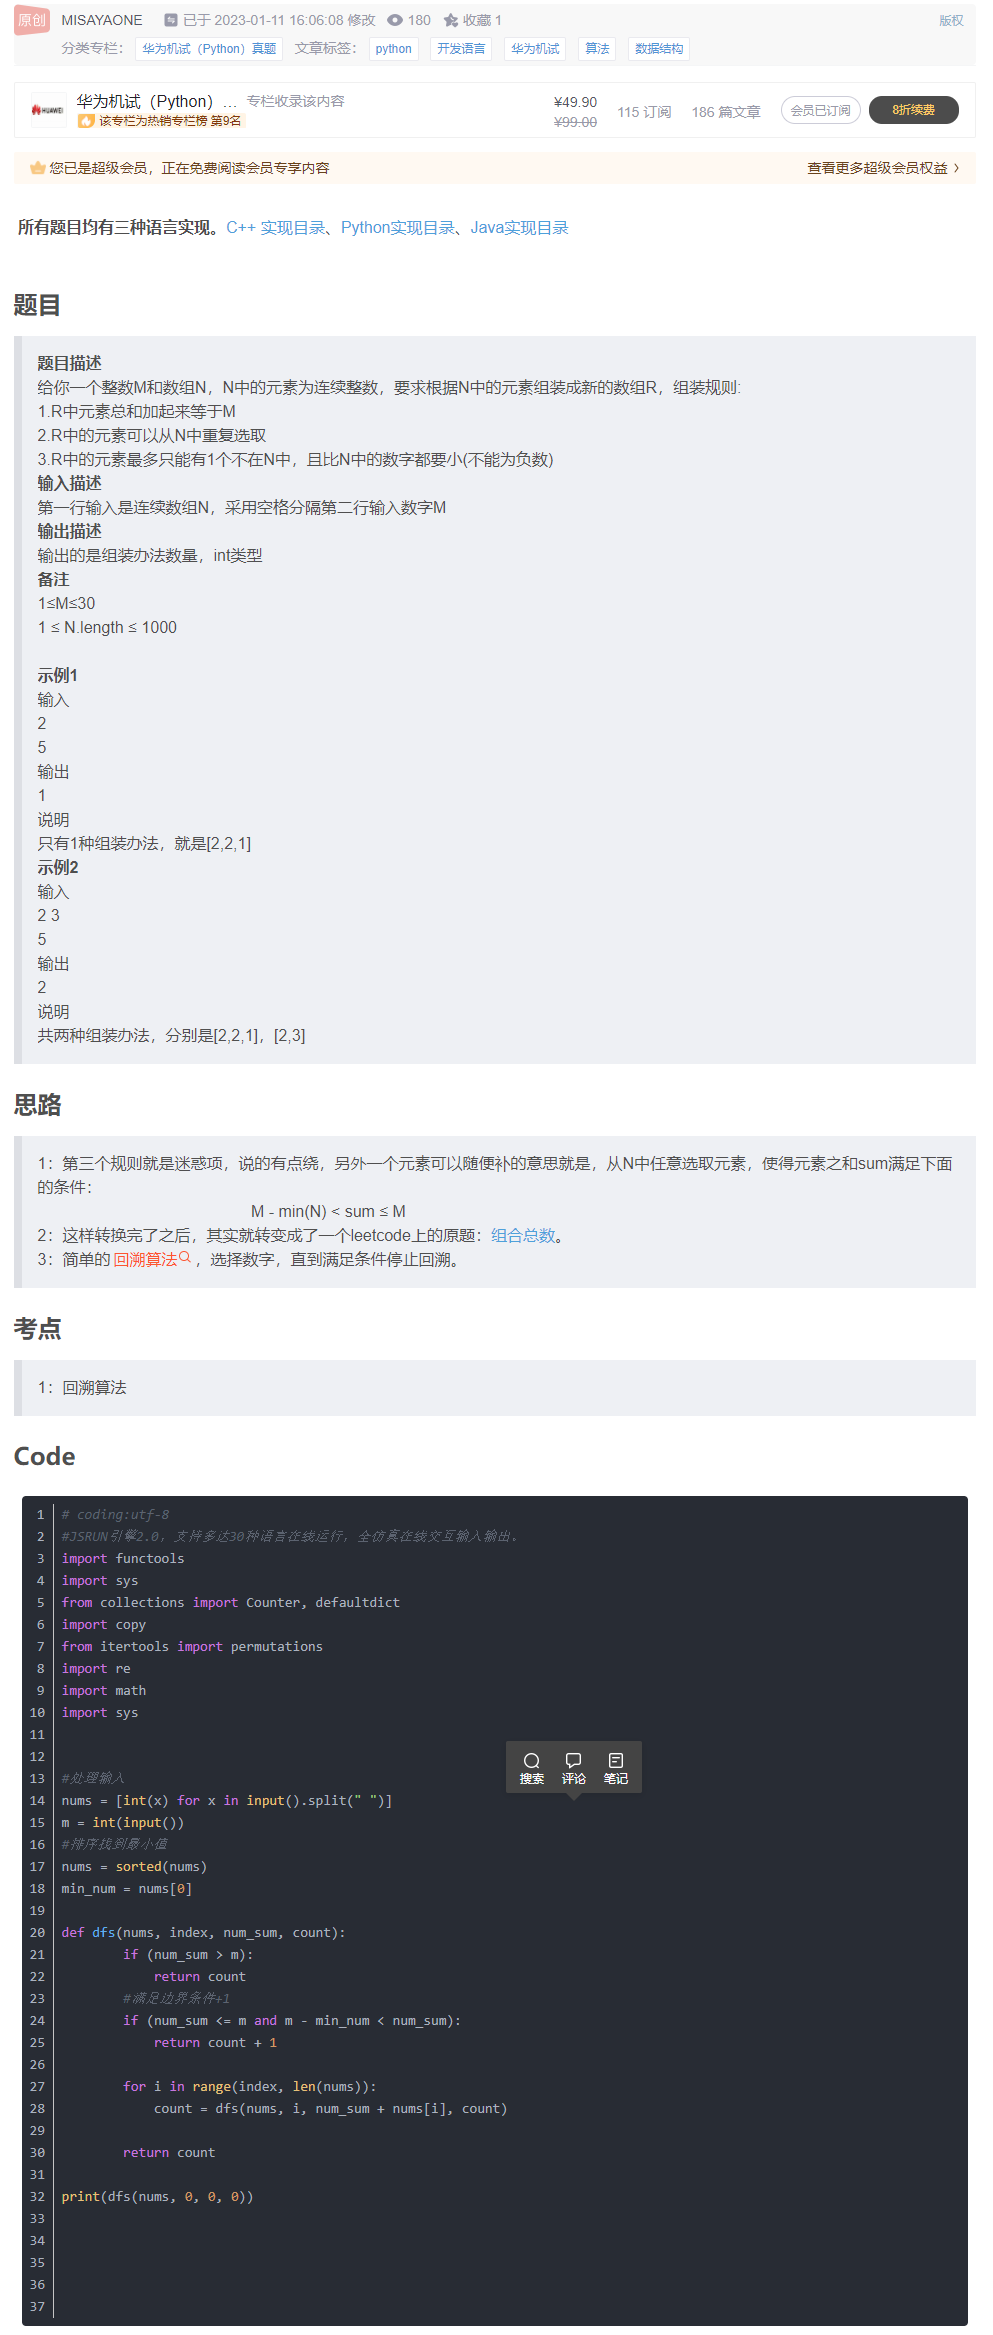 原创 MISAYAONE 已于 2023-01-11 16:06:08 修改 180 收藏 1 版权
分类专栏： 华为机试（Python）真题 文章标签： python 开发语言 华为机试 算法 数据结构
HUAWEI 华为机试（Python）... 专栏收录该内容 ¥49.90 115 订阅 186 篇文章 会员已订阅 8折续费
该专栏为热销专栏榜 第9名 ¥99.00
您已是超级会员，正在免费阅读会员专享内容 查看更多超级会员权益
所有题目均有三种语言实现。C++ 实现目录、Python实现目录、Java实现目录
题目
题目描述
给你一个整数M和数组N，N中的元素为连续整数，要求根据N中的元素组装成新的数组R，组装规则:
1.R中元素总和加起来等于M
2.R中的元素可以从N中重复选取
3.R中的元素最多只能有1个不在N中，且比N中的数字都要小(不能为负数)
输入描述
第一行输入是连续数组N，采用空格分隔第二行输入数字M
输出描述
输出的是组装办法数量，int类型
备注
1≤M≤30
1 ≤ N.length ≤ 1000
示例1
输入
2
5
输出
1
说明
只有1种组装办法，就是[2,2,1]
示例2
输入
2 3
5
输出
2
说明
共两种组装办法，分别是[2,2,1]，[2,3]
思路
1：第三个规则就是迷惑项，说的有点绕，另外一个元素可以随便补的意思就是，从N中任意选取元素，使得元素之和sum满足下面
的条件：
M - min(N) < sum ≤ M
2：这样转换完了之后，其实就转变成了一个leetcode上的原题：组合总数。
3：简单的 回溯算法 ，选择数字，直到满足条件停止回溯。
考点
1：回溯算法
Code
1 # coding:utf-8
2 #JSRUN引擎2.0，支持多达30种语言在线运行，全仿真在线交互输入输出。
3 import functools
4 import sys
5 from collections import Counter, defaultdict
6 import copy
7 from itertools import permutations
8 import re
9 import math
10 import sys
11
12
搜索 评论 笔记
13 #处理输入
14 nums = [int(x) for x in input().split(" ")]
15 m = int(input())
16 #排序找到最小值
17 nums = sorted(nums)
18 min_num = nums[0]
19
20 def dfs(nums, index, num_sum, count):
21 if (num_sum > m):
22 return count
23 #满足边界条件+1
24 if (num_sum <= m and m - min_num < num_sum):
25 return count + 1
26
27 for i in range(index, len(nums)):
28 count = dfs(nums, i, num_sum + nums[i], count)
29
30 return count
31
32 print(dfs(nums, 0, 0, 0))
33
34
35
36
37